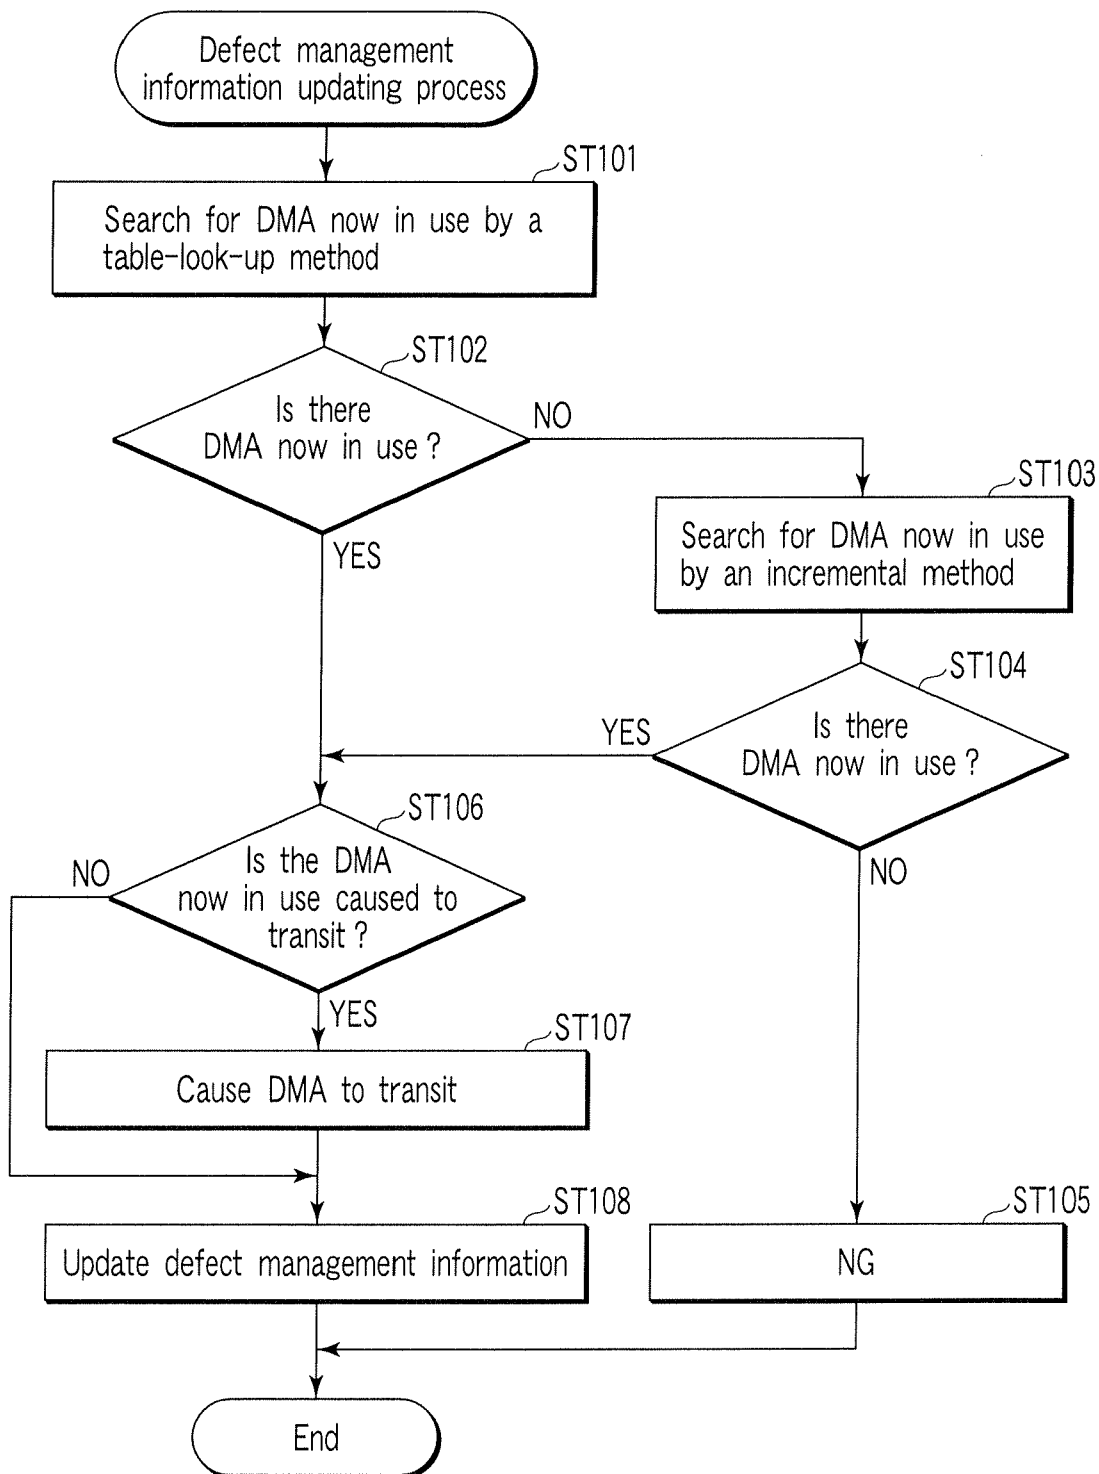 Defect management
information updating process
ST101
Search for DMA now in use by a
table-look-up method
ST102
Is there
DMA now in use ?
NO
YES
ST103
Search for DMA now in use
by an incremental method
ST104
Is there
DMA now in use ?
YES
NO
ST106
Is the DMA
now in use caused to
transit ?
NO
YES
ST107
Cause DMA to transit
ST108
Update defect management information
ST105
NG
End